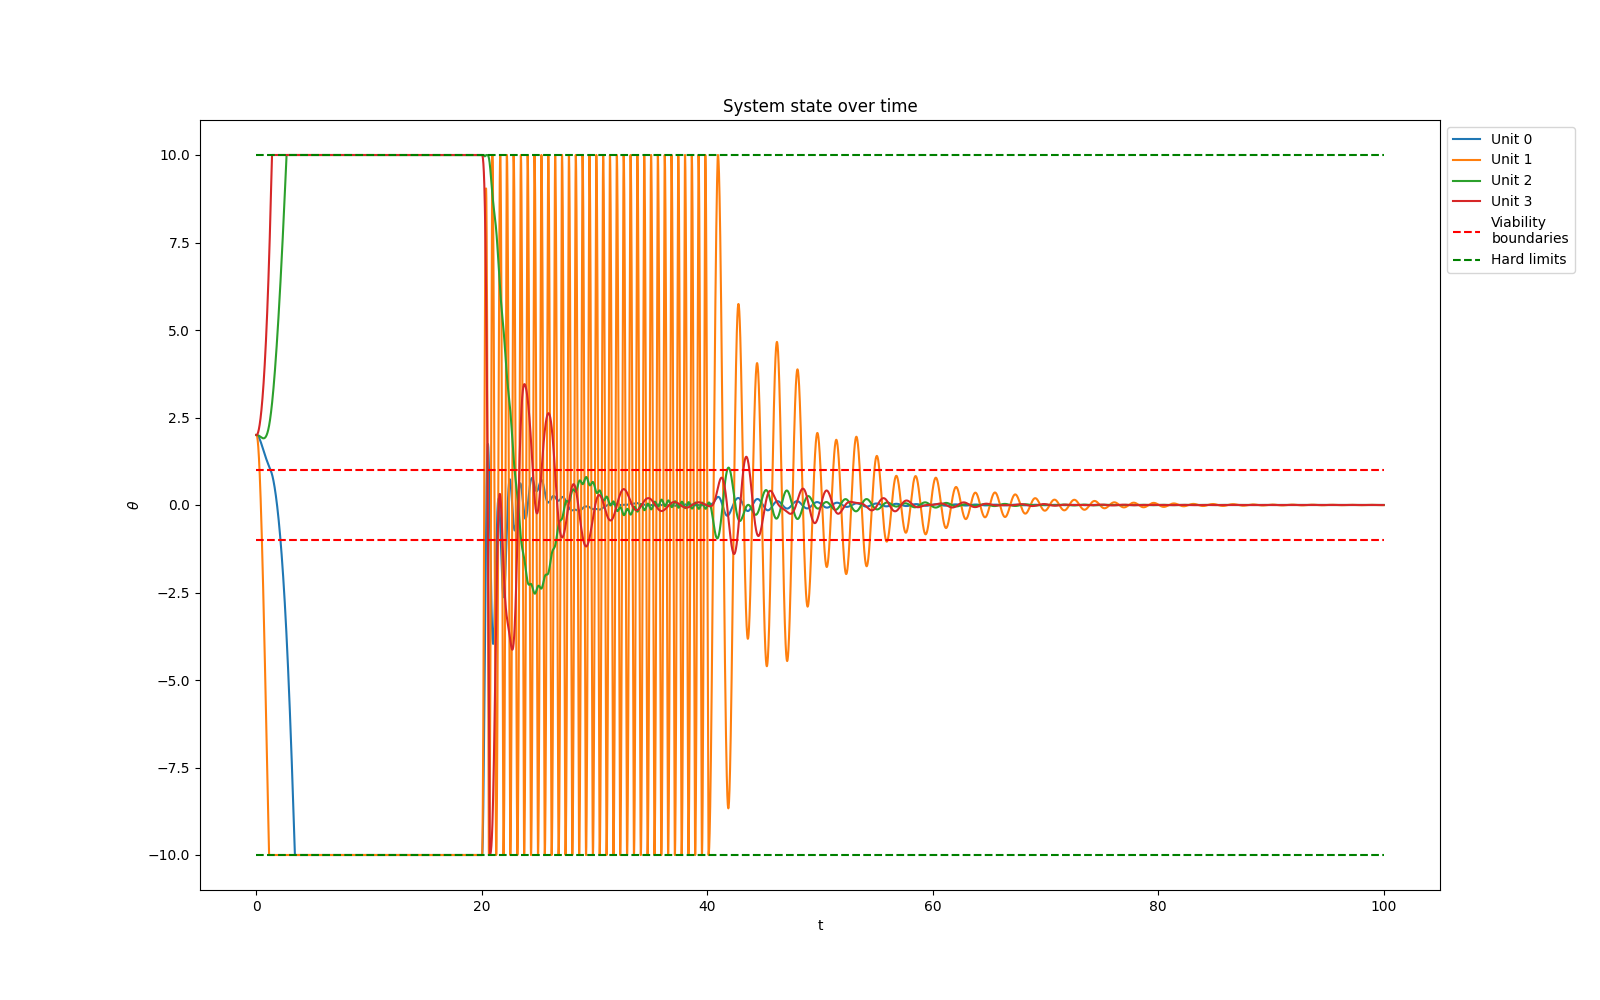 System state over time
10.0
7.5
5.0
2.5
0.0
−2.5
−5.0
−7.5
−10.0
θ
0
20
40
60
80
100
t
Unit 0
Unit 1
Unit 2
Unit 3
Viability
boundaries
Hard limits